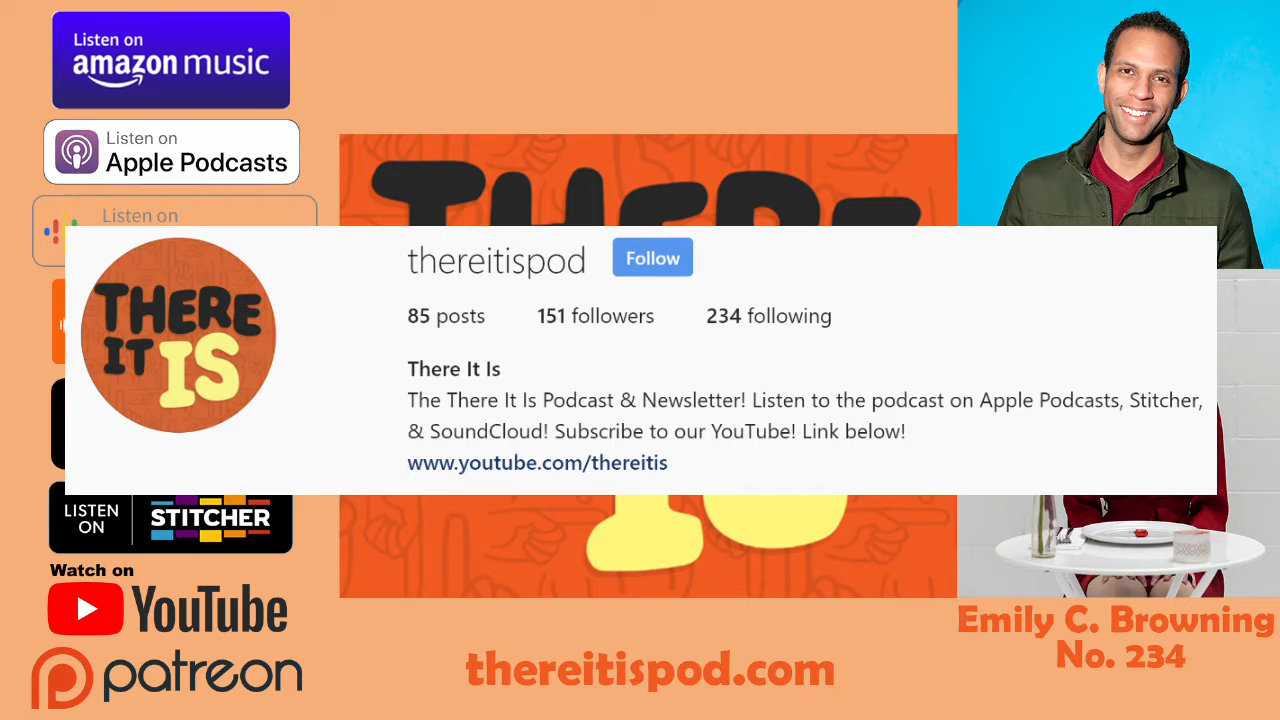 Listen on
amazon music
Listen on
Apple Podcasts
Listen on
THERE
thereitispod
Follow
85 posts
151 followers
234 following
THERE
IT IS
There It Is
The There It Is Podcast & Newsletter! Listen to the podcast on Apple Podcasts, Stitcher,
& SoundCloud! Subscribe to our YouTube! Link below!
www.youtube.com/thereitis
LISTEN
ON
STITCHER
IS
Watch on
YouTube
patreon
thereitispod.com
Emily C. Browning
No. 234